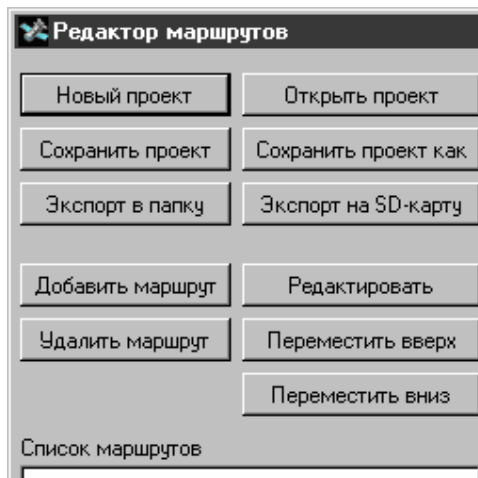 Редактор маршрутов
Новый проект Открыть проект
Сохранить проект Сохранить проект как
Экспорт в папку Экспорт на SD-карту
Добавить маршрут Редактировать
Удалить маршрут Переместить вверх
Переместить вниз
Список маршрутов